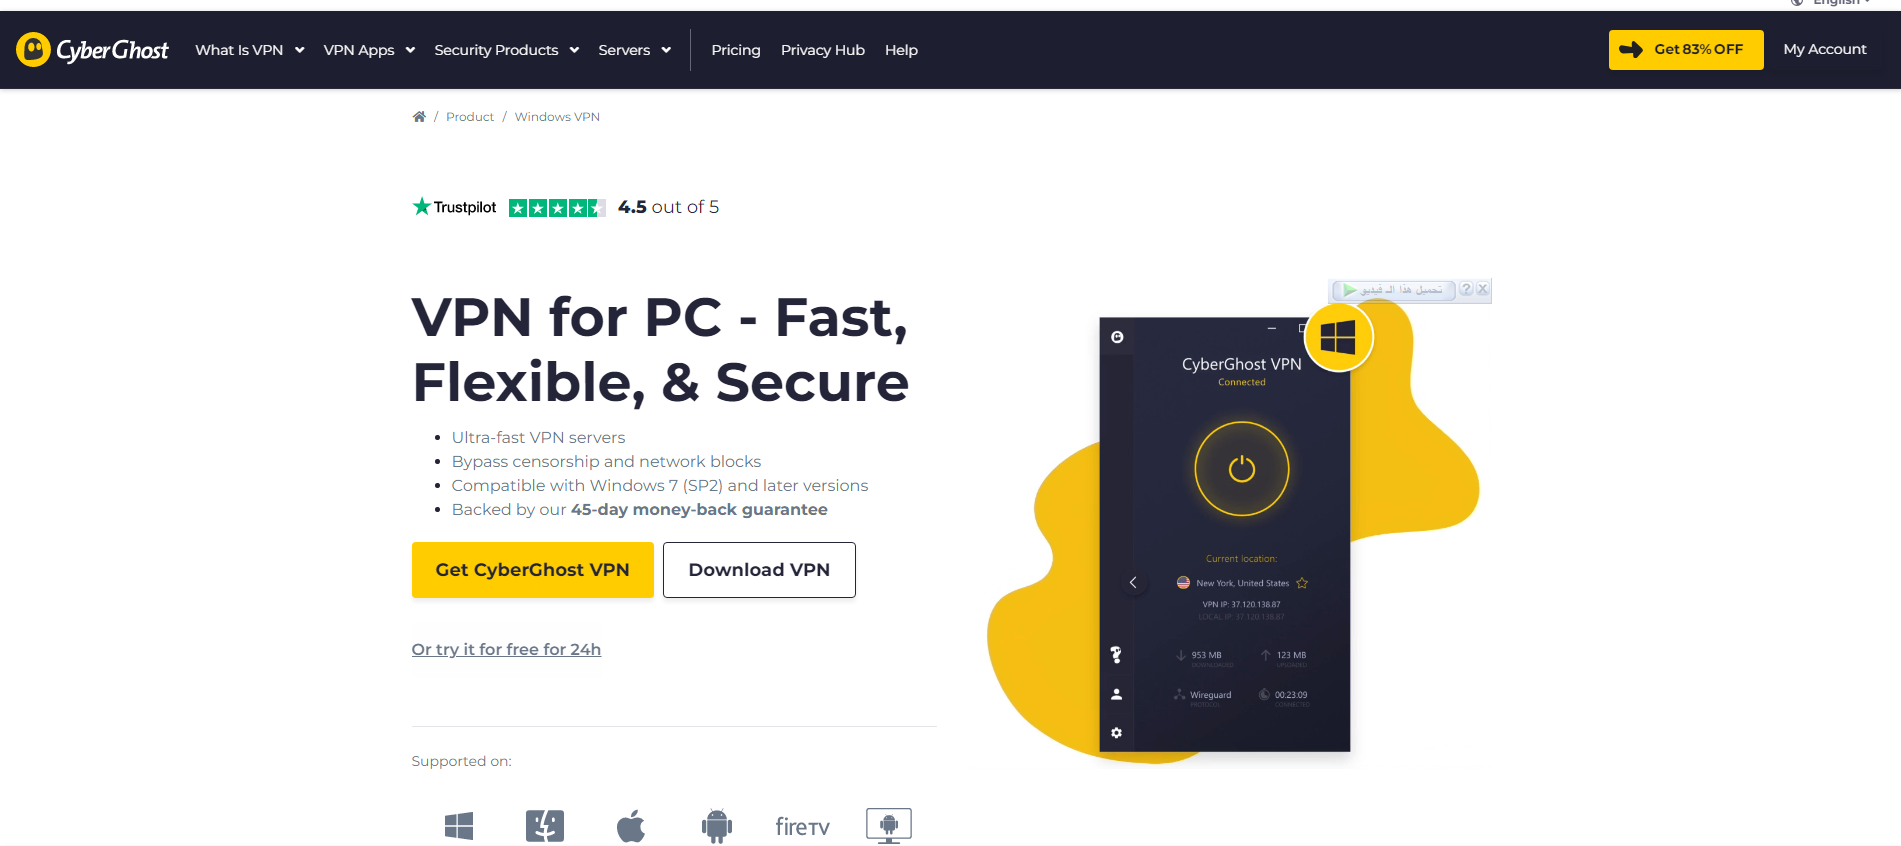 English
CyberGhost What Is VPN VPN Apps Security Products Servers Pricing Privacy Hub Help Get 83% OFF My Account
/ Product / Windows VPN
Trustpilot 4.5 out of 5
VPN for PC - Fast,
Flexible, & Secure
• Ultra-fast VPN servers
• Bypass censorship and network blocks
• Compatible with Windows 7 (SP2) and later versions
• Backed by our 45-day money-back guarantee
Get CyberGhost VPN Download VPN
Or try it for free for 24h
Supported on:
fireTV
تحميل هذا الـ فيديو ? X
CyberGhost VPN
Connected
Current location:
New York, United States
VPN IP: 37.120.138.87
LOCAL IP: 37.120.138.87
953 MB 123 MB
DOWNLOADED UPLOADED
Wireguard 00:23:09
PROTOCOL CONNECTED